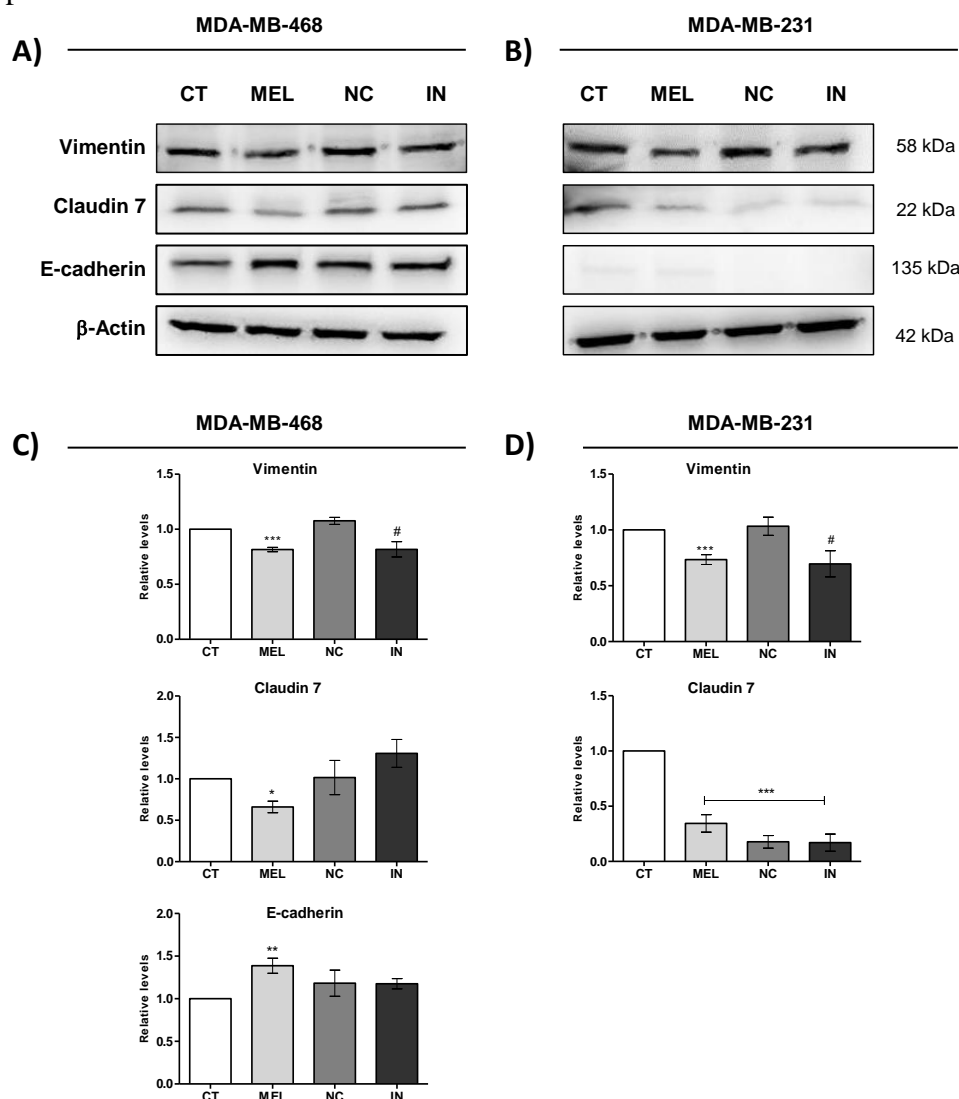 MDA-MB-468 MDA-MB-231
A) B)
CT MEL NC IN CT MEL NC IN
Vimentin 58 kDa
Claudin 7 22 kDa
E-cadherin 135 kDa
β-Actin 42 kDa
MDA-MB-468 MDA-MB-231
C) D)
Vimentin
Relative levels
1.5
1.0
0.5
0.0
***
#
CT MEL NC IN
Vimentin
Relative levels
1.5
1.0
0.5
0.0
***
#
CT MEL NC IN
Claudin 7
Relative levels
2.0
1.5
1.0
0.5
0.0
*
CT MEL NC IN
Claudin 7
Relative levels
1.5
1.0
0.5
0.0
***
CT MEL NC IN
E-cadherin
Relative levels
2.0
1.5
1.0
0.5
0.0
**
CT MEL NC IN